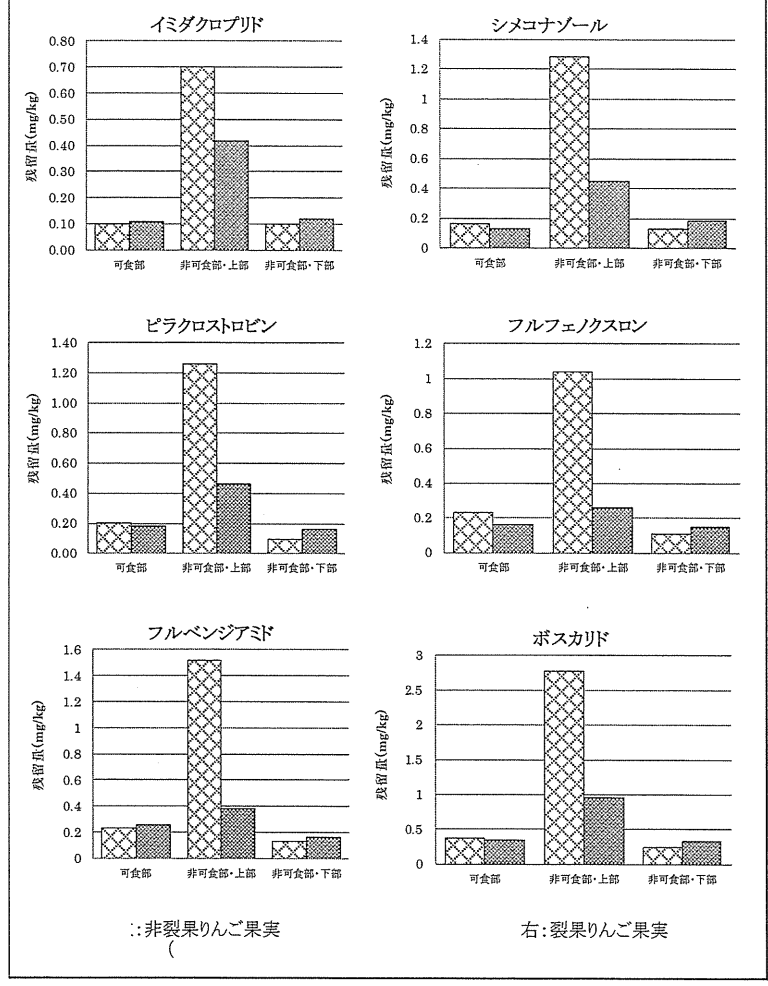 イミダクロプリド
残留量(mg/kg)
0.80
0.70
0.60
0.50
0.40
0.30
0.20
0.10
0.00
可食部 非可食部・上部 非可食部・下部
シメコナゾール
残留量(mg/kg)
1.4
1.2
1
0.8
0.6
0.4
0.2
0
可食部 非可食部・上部 非可食部・下部
ピラクロストロビン
残留量(mg/kg)
1.40
1.20
1.00
0.80
0.60
0.40
0.20
0.00
可食部 非可食部・上部 非可食部・下部
フルフェノクスロン
残留量(mg/kg)
1.2
1
0.8
0.6
0.4
0.2
0
可食部 非可食部・上部 非可食部・下部
フルベンジアミド
残留量(mg/kg)
1.6
1.4
1.2
1
0.8
0.6
0.4
0.2
0
可食部 非可食部・上部 非可食部・下部
ボスカリド
残留量(mg/kg)
3
2.5
2
1.5
1
0.5
0
可食部 非可食部・上部 非可食部・下部
:非裂果りんご果実
(
右:裂果りんご果実